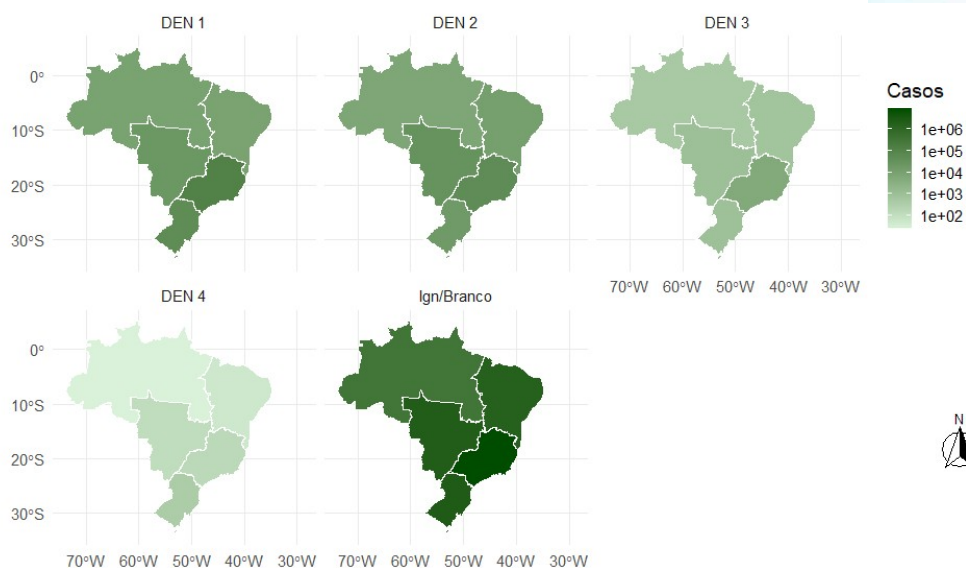 DEN 1
DEN 2
DEN 3
0°
10°S
20°S
30°S
70°W 60°W 50°W 40°W 30°W
Casos
1e+06
1e+05
1e+04
1e+03
1e+02
DEN 4
Ign/Branco
0°
10°S
20°S
30°S
70°W 60°W 50°W 40°W 30°W
70°W 60°W 50°W 40°W 30°W
N